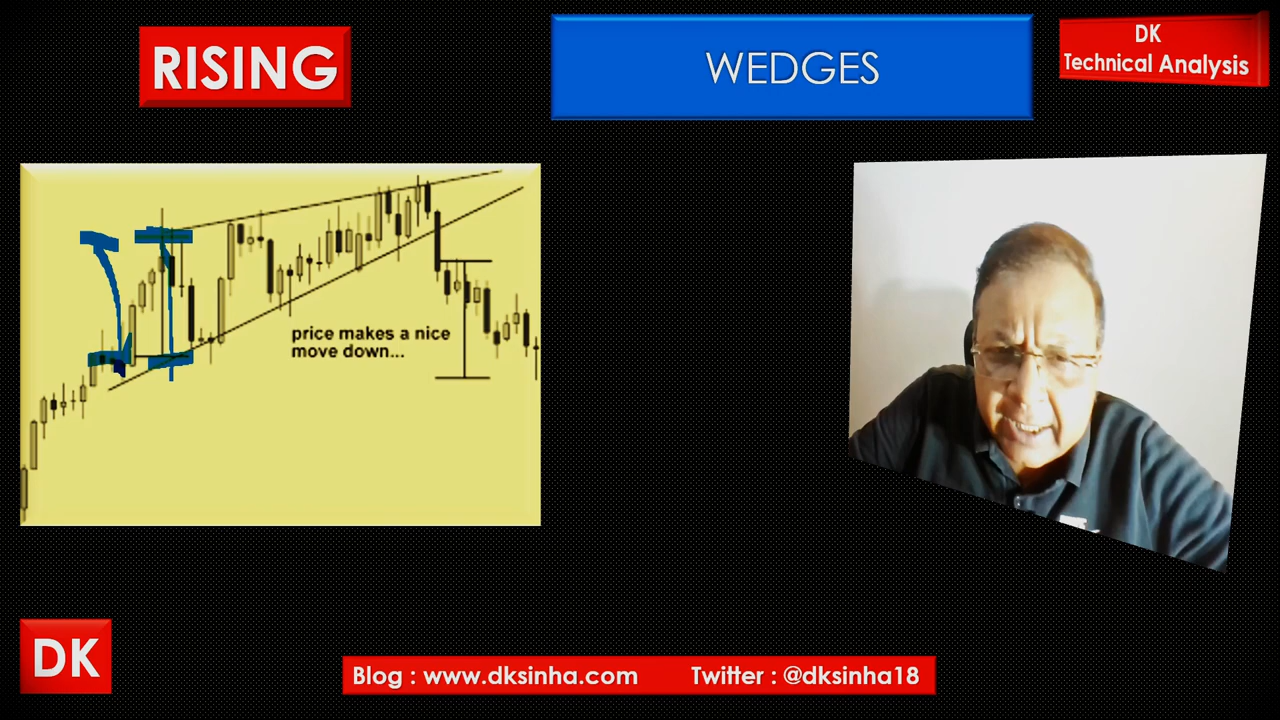 RISING
WEDGES
DK
Technical Analysis
price makes a nice
move down...
DK
Blog : www.dksinha.com Twitter : @dksinha18